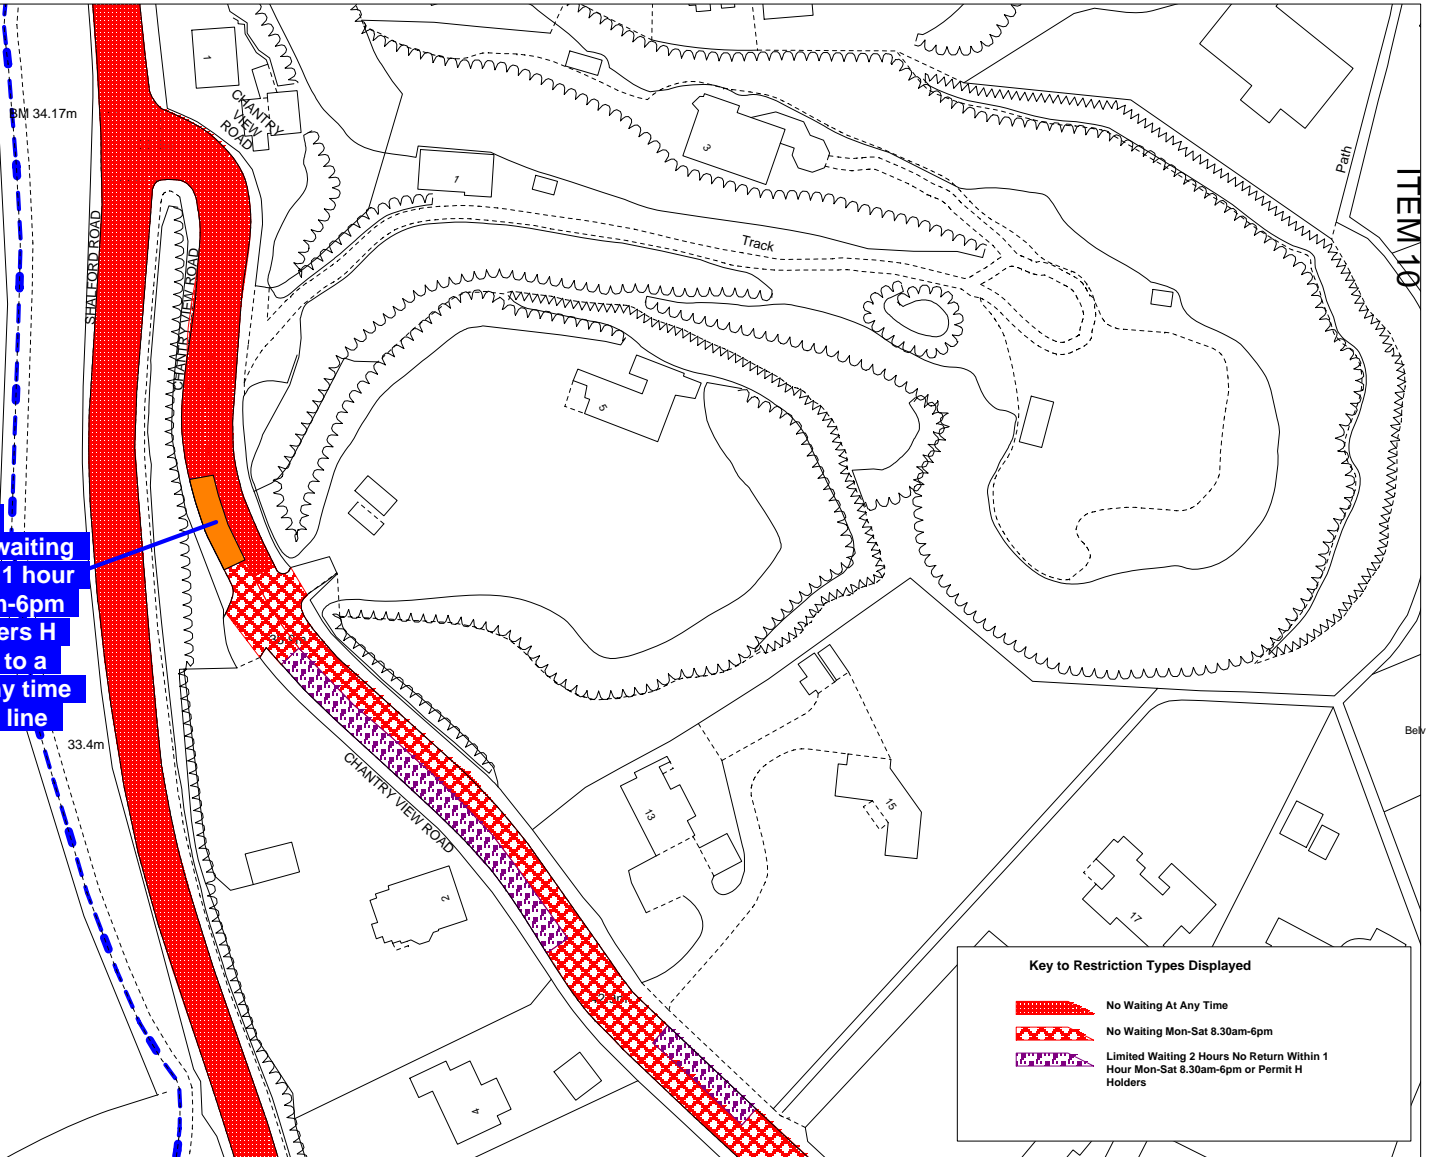 BM 34.17m
1
CHANTRY
VIEW
ROAD
1
3
Path
ITEM 10
Track
SHALFORD ROAD
CHANTRY VIEW ROAD
5
waiting
1 hour
-6pm
ers H
to a
y time
line
33.4m
Belv
CHANTRY VIEW ROAD
13
15
2
17
4
Key to Restriction Types Displayed
No Waiting At Any Time
No Waiting Mon-Sat 8.30am-6pm
Limited Waiting 2 Hours No Return Within 1
Hour Mon-Sat 8.30am-6pm or Permit H
Holders